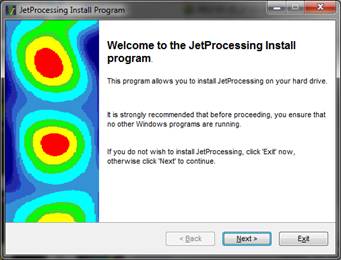 JetProcessing Install Program
Welcome to the JetProcessing Install
program.
This program allows you to install JetProcessing on your hard drive.
It is strongly recommended that before proceeding, you ensure that
no other Windows programs are running.
If you do not wish to install JetProcessing, click 'Exit' now,
otherwise click 'Next' to continue.
< Back
Next >
Exit